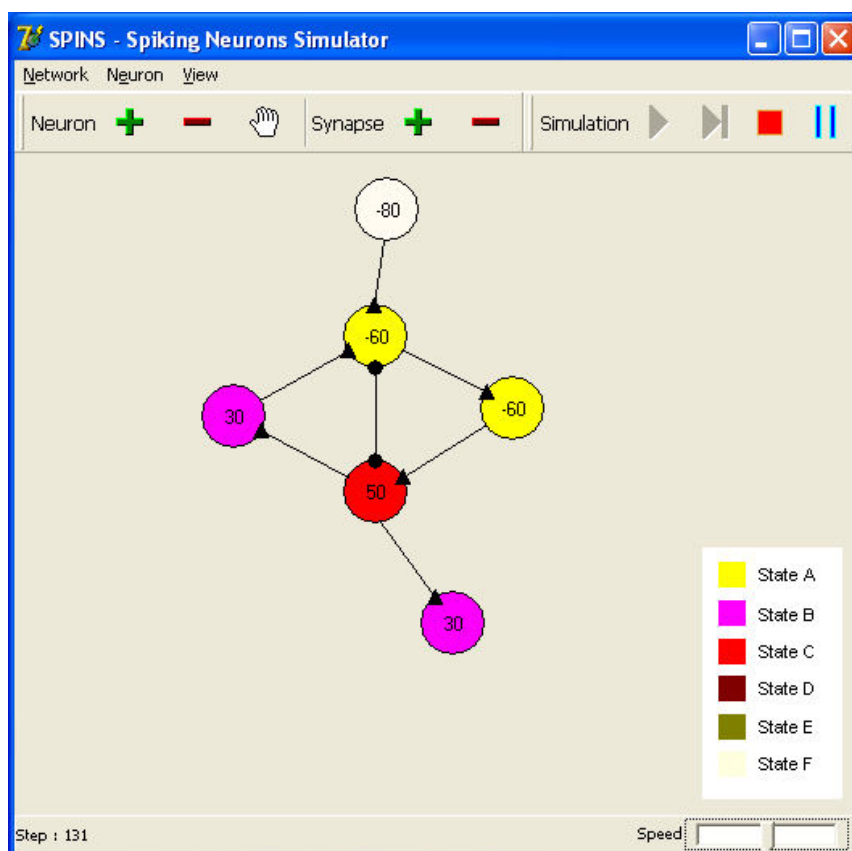 SPINS - Spiking Neurons Simulator
Network Neuron View
Neuron Synapse Simulation
-80
-60
30
-60
50
30
State A
State B
State C
State D
State E
State F
Step : 131
Speed